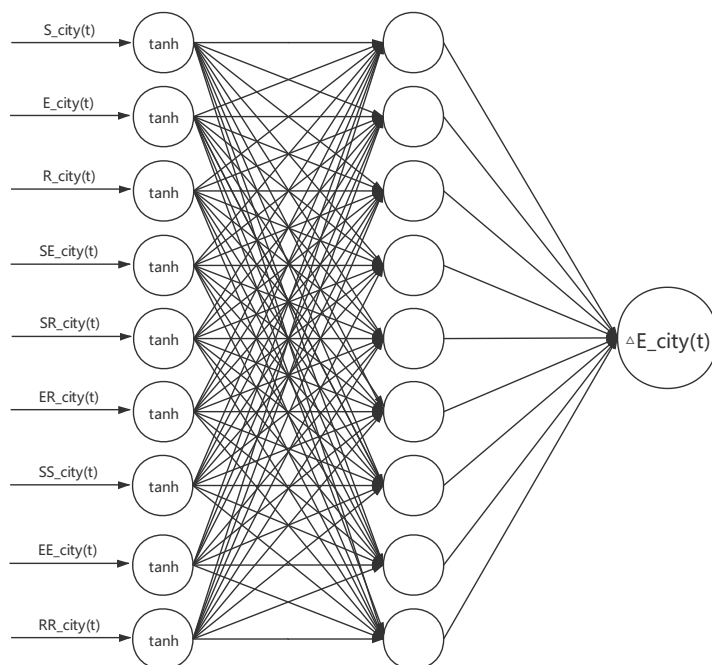 S_city(t)
tanh
E_city(t)
tanh
R_city(t)
tanh
SE_city(t)
tanh
SR_city(t)
tanh
△E_city(t)
ER_city(t)
tanh
SS_city(t)
tanh
EE_city(t)
tanh
RR_city(t)
tanh